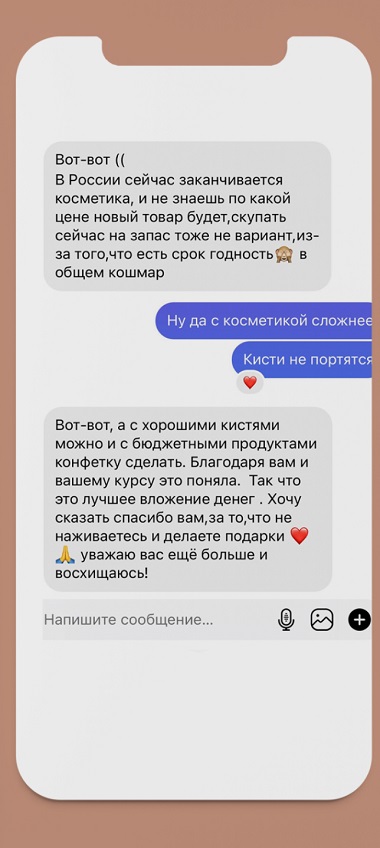 Вот-вот ((
В России сейчас заканчивается
косметика, и не знаешь по какой
цене новый товар будет,скупать
сейчас на запас тоже не вариант,из-
за того,что есть срок годность🙈 в
общем кошмар
Ну да с косметикой сложнее
Кисти не портятся
❤️
Вот-вот, а с хорошими кистями
можно и с бюджетными продуктами
конфетку сделать. Благодаря вам и
вашему курсу это поняла.  Так что
это лучшее вложение денег . Хочу
сказать спасибо вам,за то,что не
наживаетесь и делаете подарки ❤️
🙏 уважаю вас ещё больше и
восхищаюсь!
Напишите сообщение...